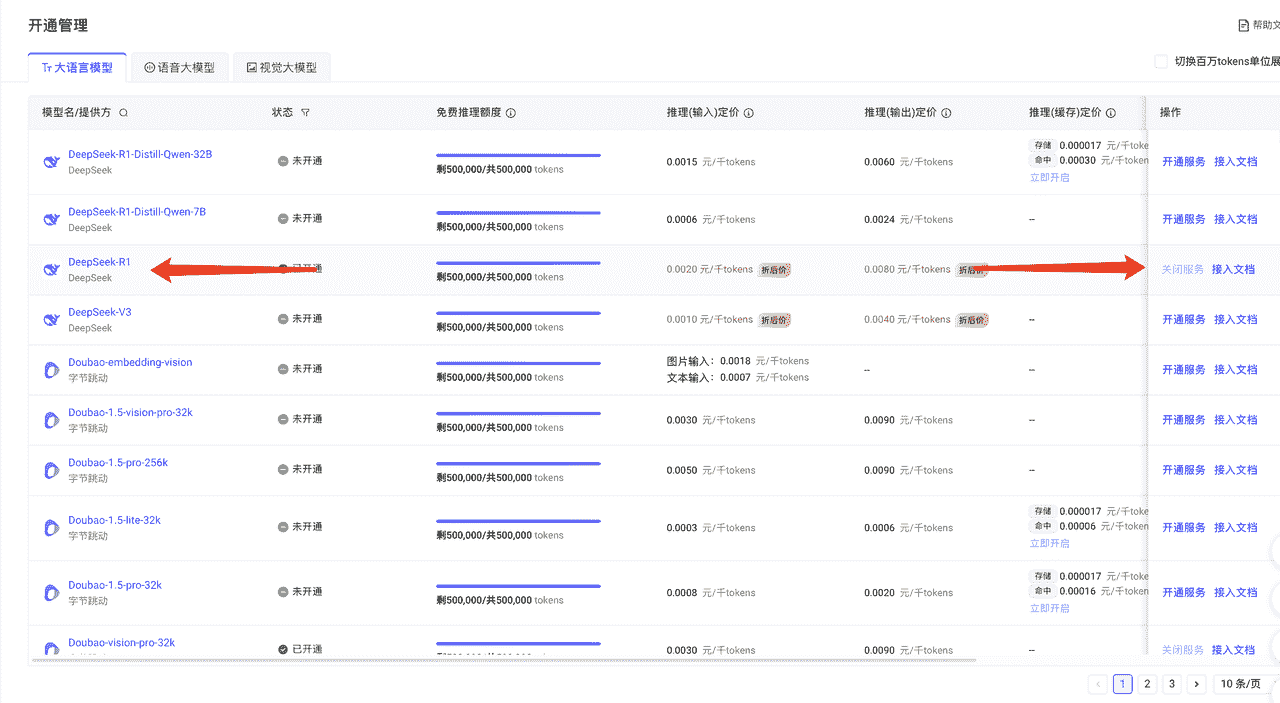 开通管理
帮助文
大语言模型 语音大模型 视觉大模型
切换百万tokens单位展
模型名/提供方 状态 免费推理额度 推理(输入)定价 推理(输出)定价 推理(缓存)定价 操作
DeepSeek-R1-Distill-Qwen-32B
DeepSeek
未开通
剩500,000/共500,000 tokens
0.0015 元/千tokens
0.0060 元/千tokens
存储 0.000017 元/千toke
命中 0.00030 元/千token
立即开启
开通服务 接入文档
DeepSeek-R1-Distill-Qwen-7B
DeepSeek
未开通
剩500,000/共500,000 tokens
0.0006 元/千tokens
0.0024 元/千tokens
--
开通服务 接入文档
DeepSeek-R1
DeepSeek
已开通
剩500,000/共500,000 tokens
0.0020 元/千tokens 折后价
0.0080 元/千tokens 折后价
关闭服务 接入文档
DeepSeek-V3
DeepSeek
未开通
剩500,000/共500,000 tokens
0.0010 元/千tokens 折后价
0.0040 元/千tokens 折后价
--
开通服务 接入文档
Doubao-embedding-vision
字节跳动
未开通
剩500,000/共500,000 tokens
图片输入：0.0018 元/千tokens
文本输入：0.0007 元/千tokens
--
--
开通服务 接入文档
Doubao-1.5-vision-pro-32k
字节跳动
未开通
剩500,000/共500,000 tokens
0.0030 元/千tokens
0.0090 元/千tokens
--
开通服务 接入文档
Doubao-1.5-pro-256k
字节跳动
未开通
剩500,000/共500,000 tokens
0.0050 元/千tokens
0.0090 元/千tokens
--
开通服务 接入文档
Doubao-1.5-lite-32k
字节跳动
未开通
剩500,000/共500,000 tokens
0.0003 元/千tokens
0.0006 元/千tokens
存储 0.000017 元/千toke
命中 0.00006 元/千token
立即开启
开通服务 接入文档
Doubao-1.5-pro-32k
字节跳动
未开通
剩500,000/共500,000 tokens
0.0008 元/千tokens
0.0020 元/千tokens
存储 0.000017 元/千toke
命中 0.00016 元/千token
立即开启
开通服务 接入文档
Doubao-vision-pro-32k
已开通
0.0030 元/千tokens
0.0090 元/千tokens
--
关闭服务 接入文档
1 2 3 10 条/页